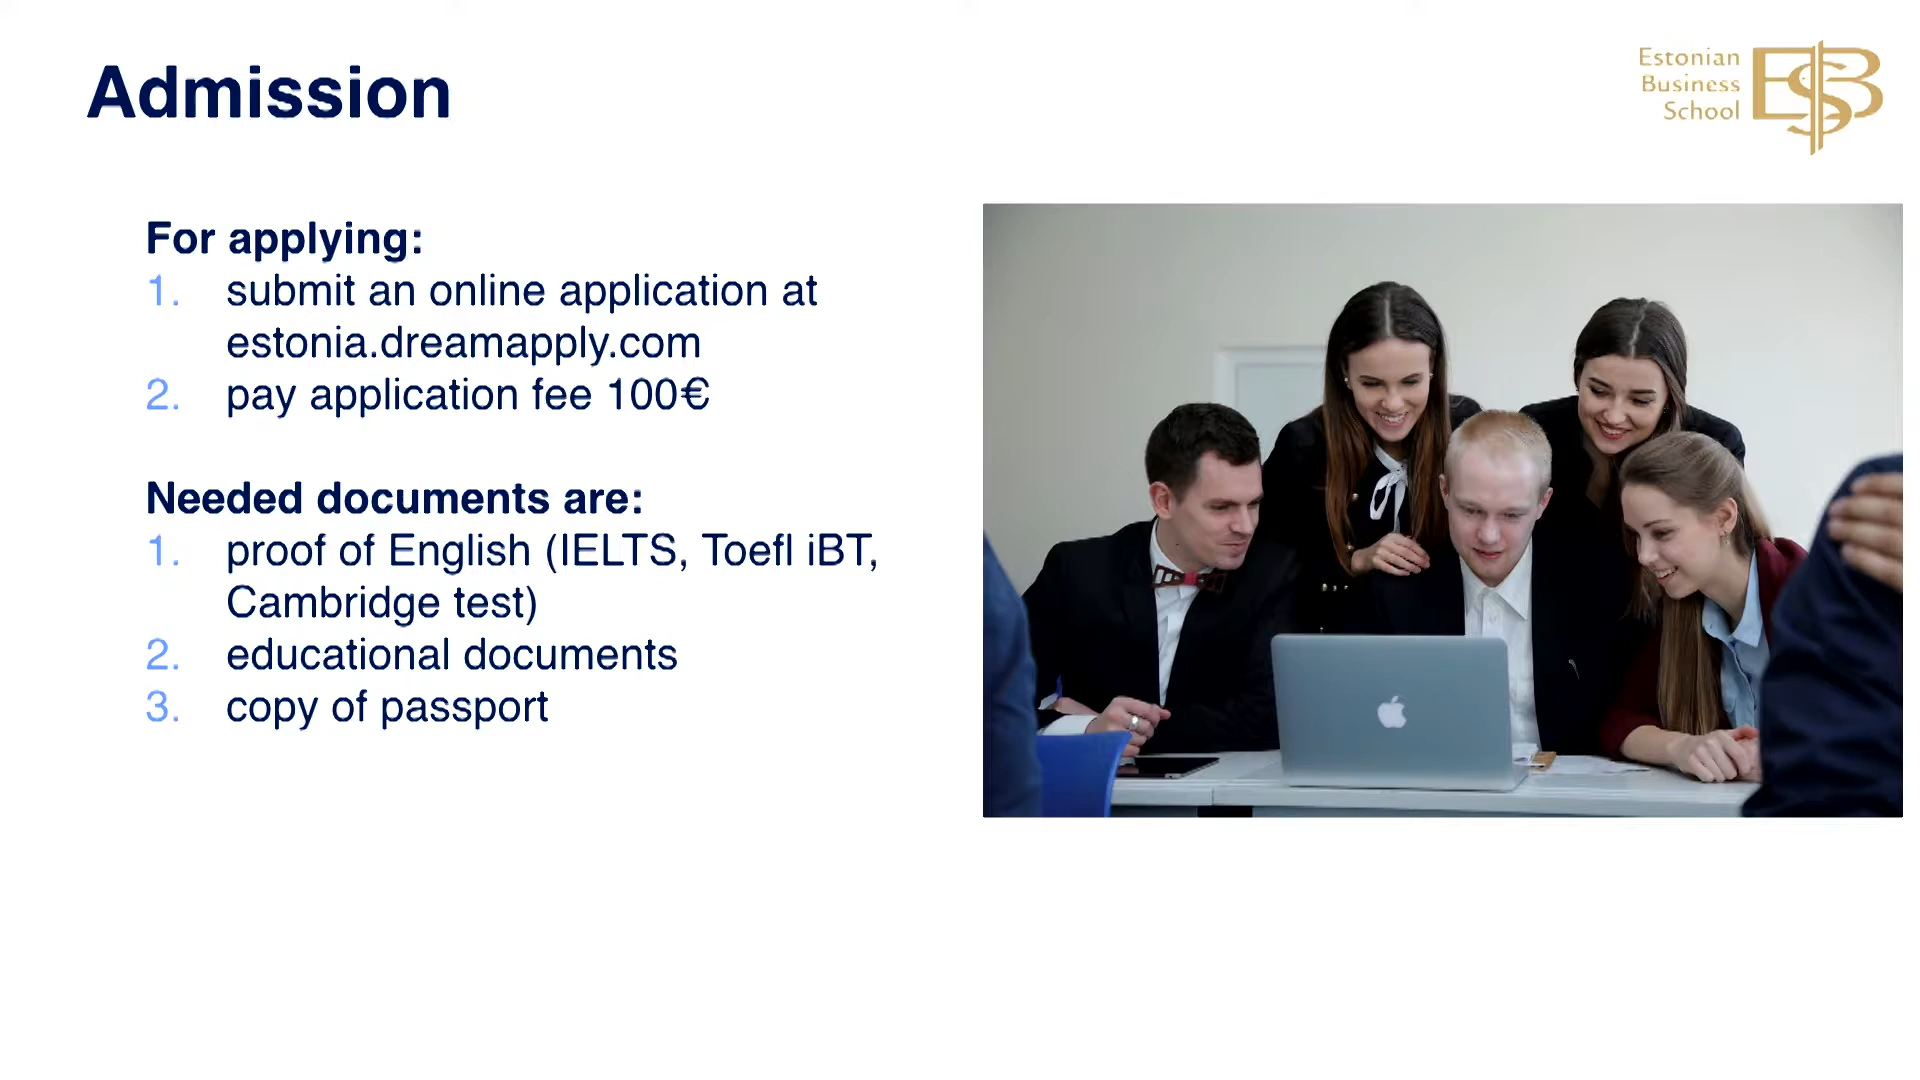 Admission
Estonian
Business
School
EBS
For applying:
1. submit an online application at
estonia.dreamapply.com
2. pay application fee 100€
Needed documents are:
1. proof of English (IELTS, Toefl iBT,
Cambridge test)
2. educational documents
3. copy of passport